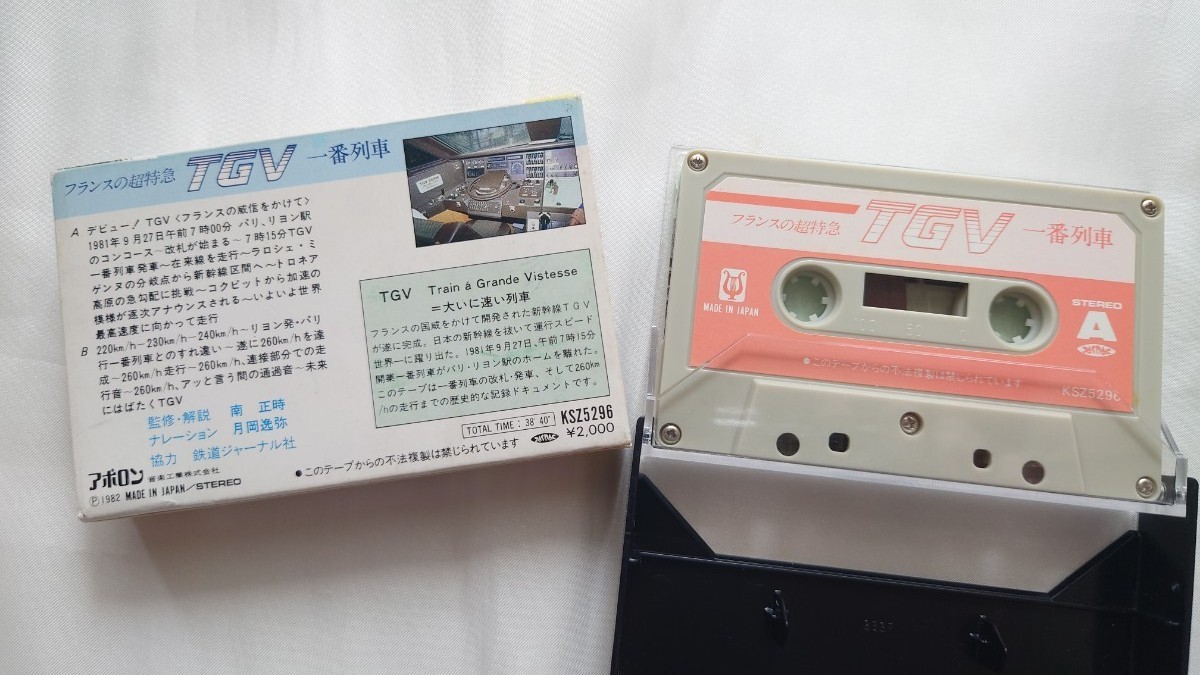 フランスの超特急 TGV 一番列車
A デビュー! TGV〈フランスの威信をかけて〉
1981年9月27日午前7時00分 パリ、リヨン駅
のコンコース~改札が始まる~7時15分TGV
一番列車発車~在来線を走行~ラロシェ・ミ
ゲンヌの分岐点から新幹線区間へ~トロネア
高原の急勾配に挑戦~コクピットから加速の
模様が逐次アナウンスされる~いよいよ世界
最高速度に向かって走行
B 220km/h~230km/h~240km/h~リヨン発・パリ
行一番列車とのすれ違い~遂に260km/hを達
成~260km/h走行~260km/h、連接部分での走
行音~260km/h、アッと言う間の通過音~未来
にはばたくTGV
監修・解説 南 正時
ナレーション 月岡逸弥
協力 鉄道ジャーナル社
アポロン 音楽工業株式会社
Ⓟ1982 MADE IN JAPAN/STEREO
TGV Train á Grande Vistesse
=大いに速い列車
フランスの国威をかけて開発された新幹線TGV
が遂に完成。日本の新幹線を抜いて運行スピード
世界一に躍り出た。1981年9月27日、午前7時15分
開業一番列車がパリ・リヨン駅のホームを離れた。
このテープは一番列車の改札・発車、そして260km
/hの走行までの歴史的な記録ドキュメントです。
TOTAL TIME : 38'40"
KSZ5296
¥2,000
●このテープからの不法複製は禁じられています
フランスの超特急 TGV 一番列車
MADE IN JAPAN
STEREO
A
100 50
●このテープからの不法複製は禁じられています
KSZ5296